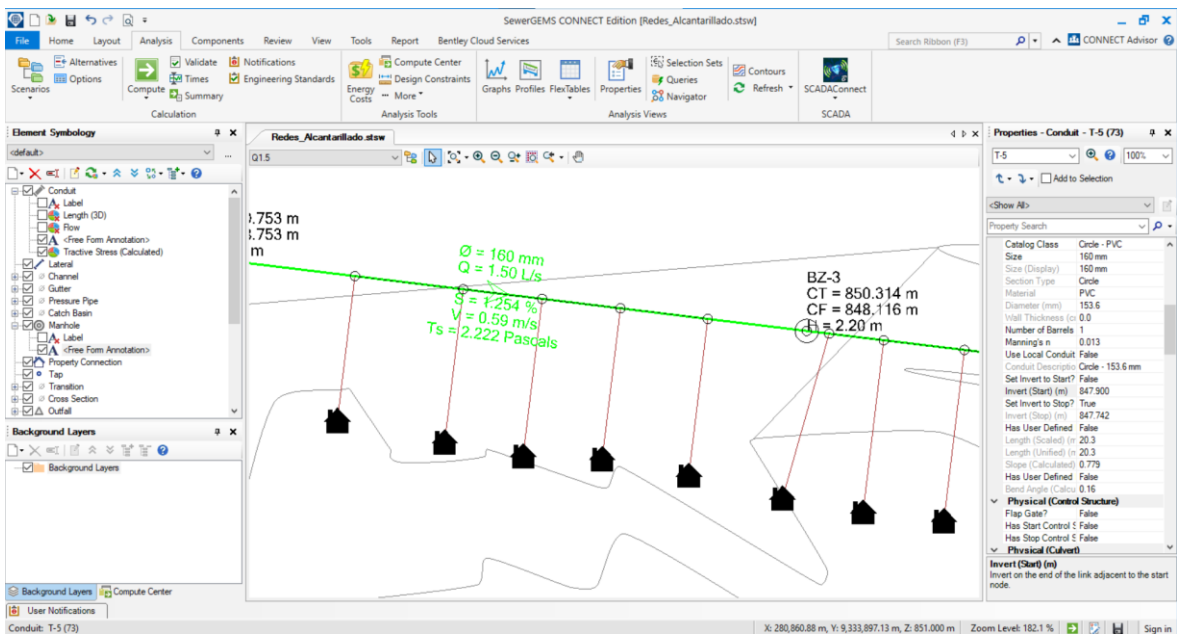 SewerGEMS CONNECT Edition [Redes_Alcantarillado.stsw]
File Home Layout Analysis Components Review View Tools Report Bentley Cloud Services
Search Ribbon (F3)
CONNECT Advisor
Scenarios
Alternatives
Options
Compute
Validate
Times
Summary
Notifications
Engineering Standards
Calculation
Energy Costs
Compute Center
Design Constraints
More
Analysis Tools
Graphs Profiles FlexTables Properties
Selection Sets
Queries
Navigator
Contours
Refresh
Analysis Views
SCADAConnect
SCADA
Element Symbology
<default>
Conduit
Label
Length (3D)
Flow
<Free Form Annotation>
Tractive Stress (Calculated)
Lateral
Channel
Gutter
Pressure Pipe
Catch Basin
Manhole
Label
<Free Form Annotation>
Property Connection
Tap
Transition
Cross Section
Outfall
Background Layers
Background Layers
Background Layers Compute Center
User Notifications
Conduit: T-5 (73)
Redes_Alcantarillado.stsw
Q1.5
0.753 m
3.753 m
m
Ø = 160 mm
Q = 1.50 L/s
S = 1.254 %
V = 0.59 m/s
Ts = 2.222 Pascals
BZ-3
CT = 850.314 m
CF = 848.116 m
H = 2.20 m
Properties - Conduit - T-5 (73)
T-5
100%
Add to Selection
<Show All>
Property Search
Catalog Class Circle - PVC
Size 160 mm
Size (Display) 160 mm
Section Type Circle
Material PVC
Diameter (mm) 153.6
Wall Thickness (c 0.0
Number of Barrels 1
Manning's n 0.013
Use Local Conduit False
Conduit Descriptio Circle - 153.6 mm
Set Invert to Start? False
Invert (Start) (m) 847.900
Set Invert to Stop? True
Invert (Stop) (m) 847.742
Has User Defined False
Length (Scaled) (m 20.3
Length (Unified) (m 20.3
Slope (Calculated) 0.779
Has User Defined False
Bend Angle (Calcu 0.16
Physical (Control Structure)
Flap Gate? False
Has Start Control S False
Has Stop Control S False
Physical (Culvert)
Invert (Start) (m)
Invert on the end of the link adjacent to the start
node.
X: 280,860.88 m, Y: 9,333,897.13 m, Z: 851.000 m Zoom Level: 182.1 % Sign in